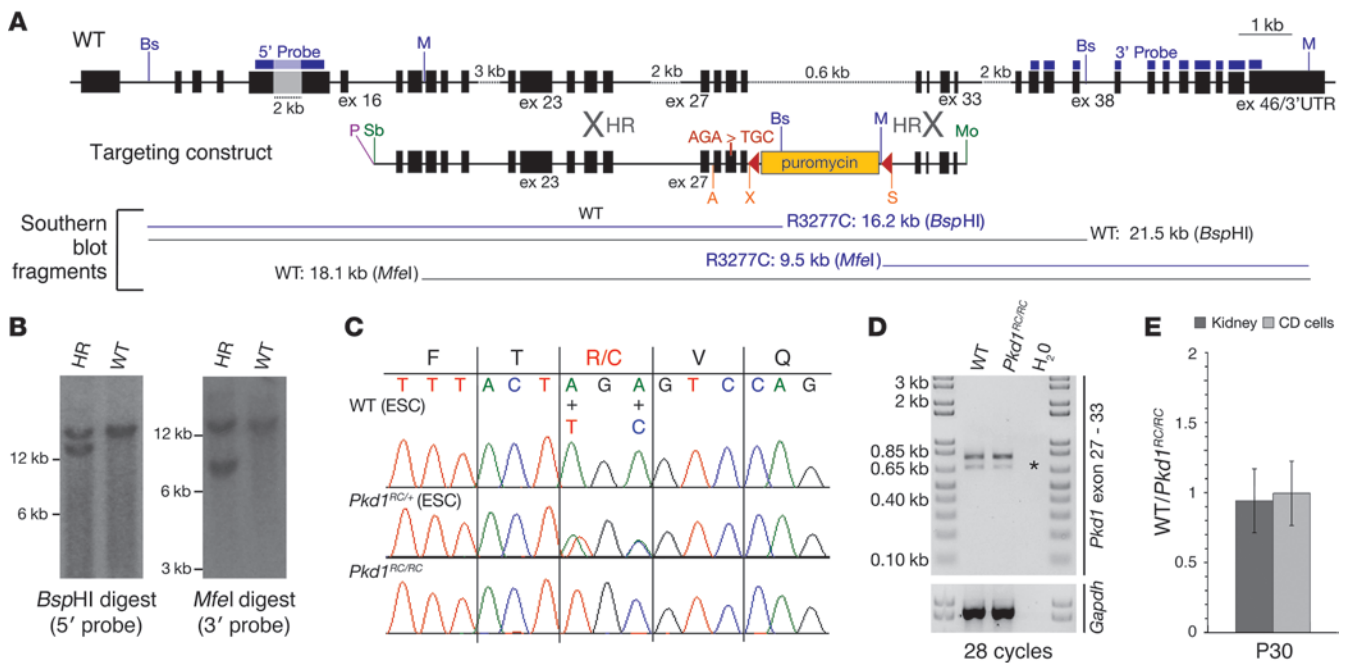 A
WT
Bs
5' Probe
M
3 kb
2 kb
0.6 kb
2 kb
Bs
3' Probe
1 kb
M
2 kb
ex 16
ex 23
ex 27
ex 33
ex 38
ex 46/3'UTR
XHR
HRX
Targeting construct
P Sb
AGA > TGC
Bs
M
Mo
puromycin
ex 23
ex 27
A
X
S
Southern
blot
fragments
WT
R3277C: 16.2 kb (BspHI)
WT: 21.5 kb (BspHI)
R3277C: 9.5 kb (MfeI)
WT: 18.1 kb (MfeI)
B
HR
WT
12 kb
6 kb
BspHI digest
(5′ probe)
HR
WT
12 kb
6 kb
3 kb
MfeI digest
(3′ probe)
C
F T R/C V Q
T T T A C T A G A G T C C A G
WT (ESC)
+ +
T C
Pkd1RC/+ (ESC)
Pkd1RC/RC
D
WT
Pkd1RC/RC
H20
3 kb
2 kb
0.85 kb
0.65 kb
0.40 kb
0.10 kb
*
Pkd1 exon 27 - 33
Gapdh
28 cycles
E
Kidney CD cells
WT/Pkd1RC/RC
2
1.5
1
0.5
0
P30